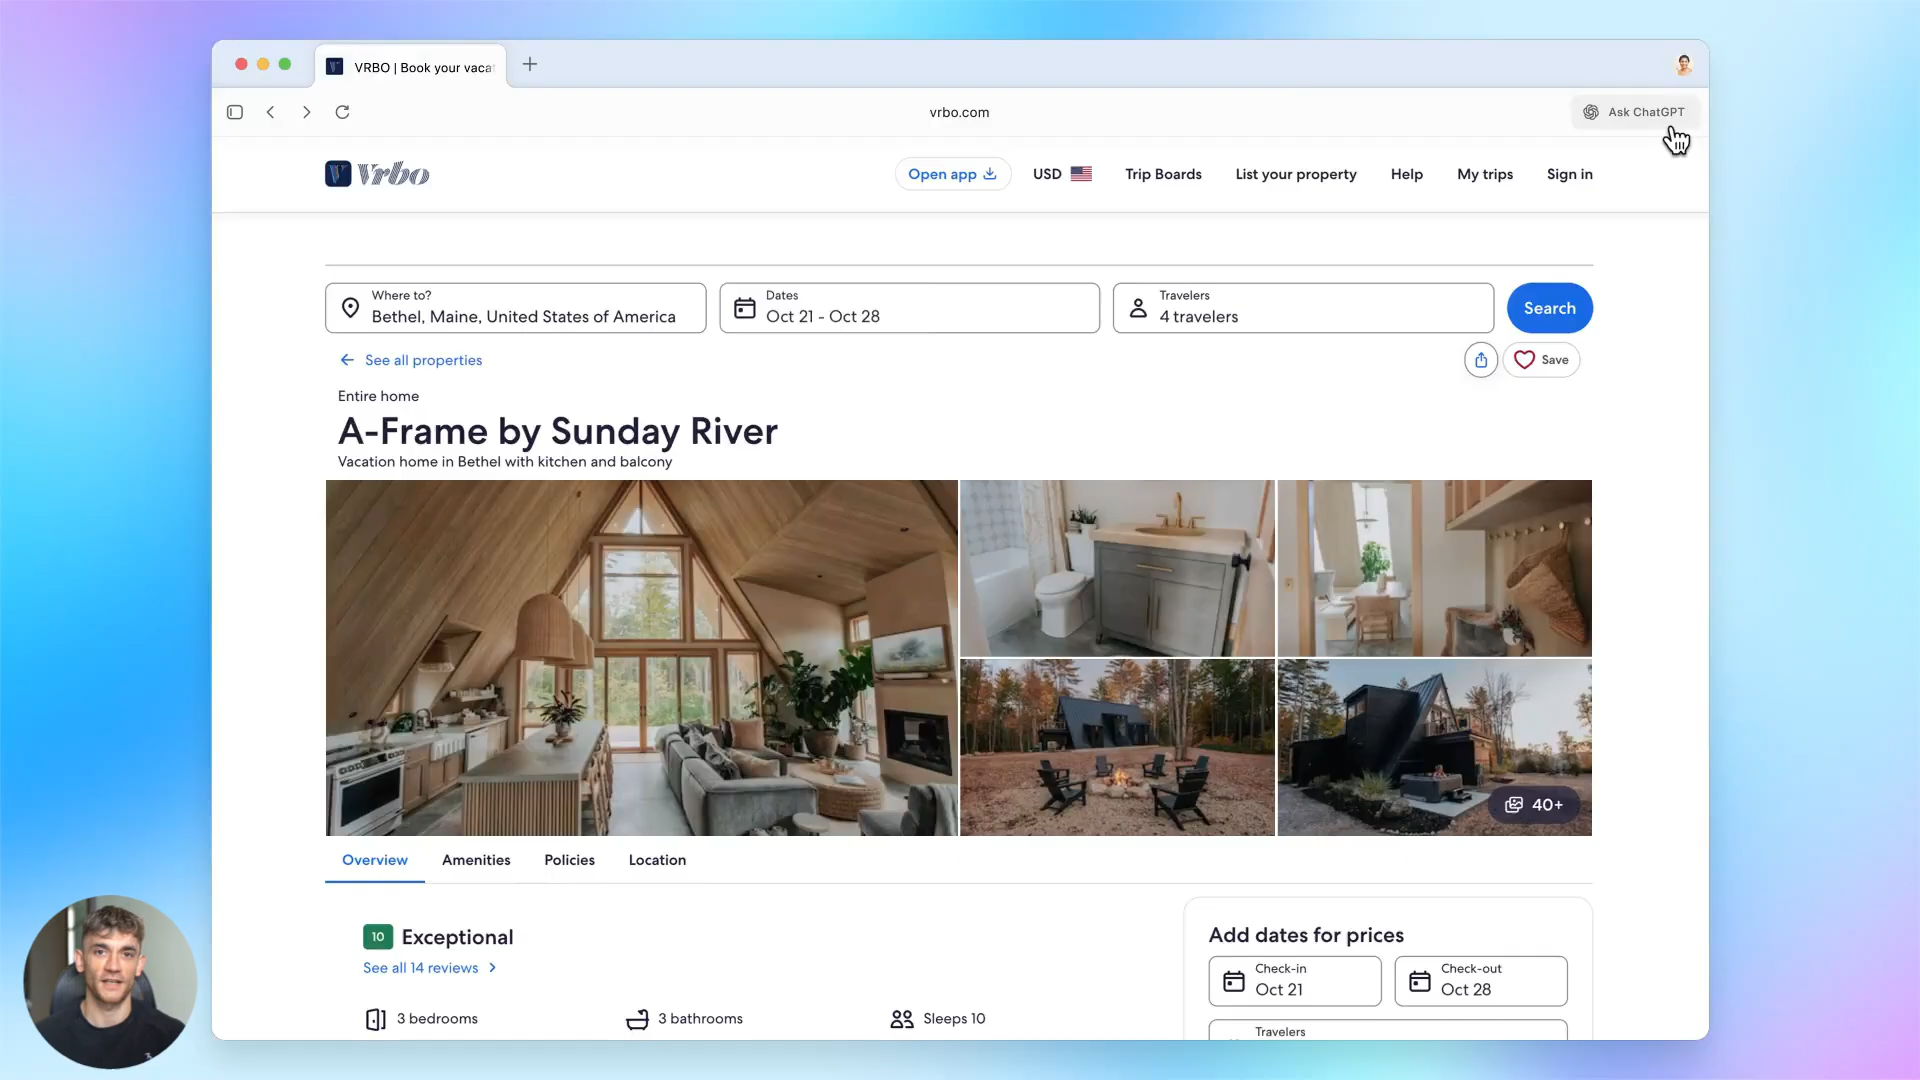 VRBO | Book your vaca
vrbo.com
Ask ChatGPT
Vrbo
Open app
USD
Trip Boards
List your property
Help
My trips
Sign in
Where to?
Bethel, Maine, United States of America
Dates
Oct 21 - Oct 28
Travelers
4 travelers
Search
See all properties
Save
Entire home
A-Frame by Sunday River
Vacation home in Bethel with kitchen and balcony
40+
Overview
Amenities
Policies
Location
10 Exceptional
See all 14 reviews
3 bedrooms
3 bathrooms
Sleeps 10
Add dates for prices
Check-in
Oct 21
Check-out
Oct 28
Travelers